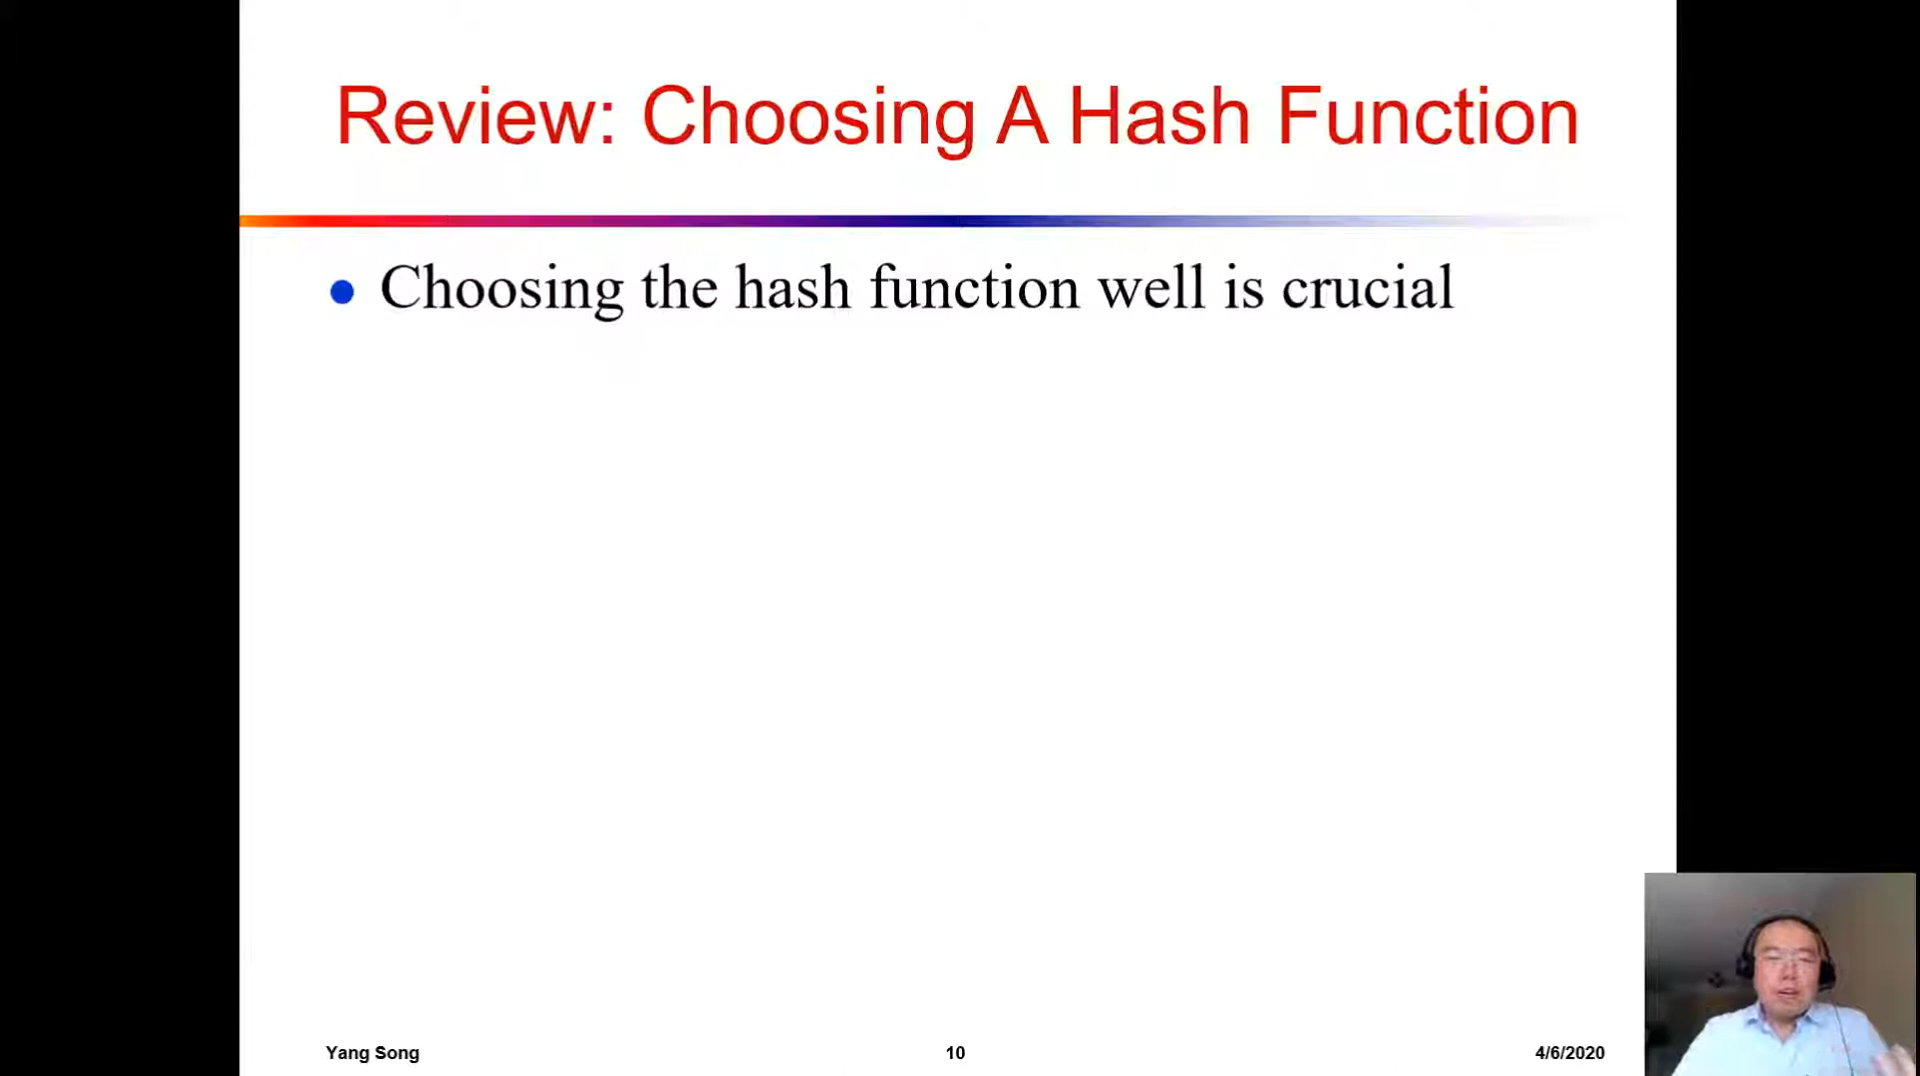 Review: Choosing A Hash Function
• Choosing the hash function well is crucial
Yang Song
10
4/6/2020